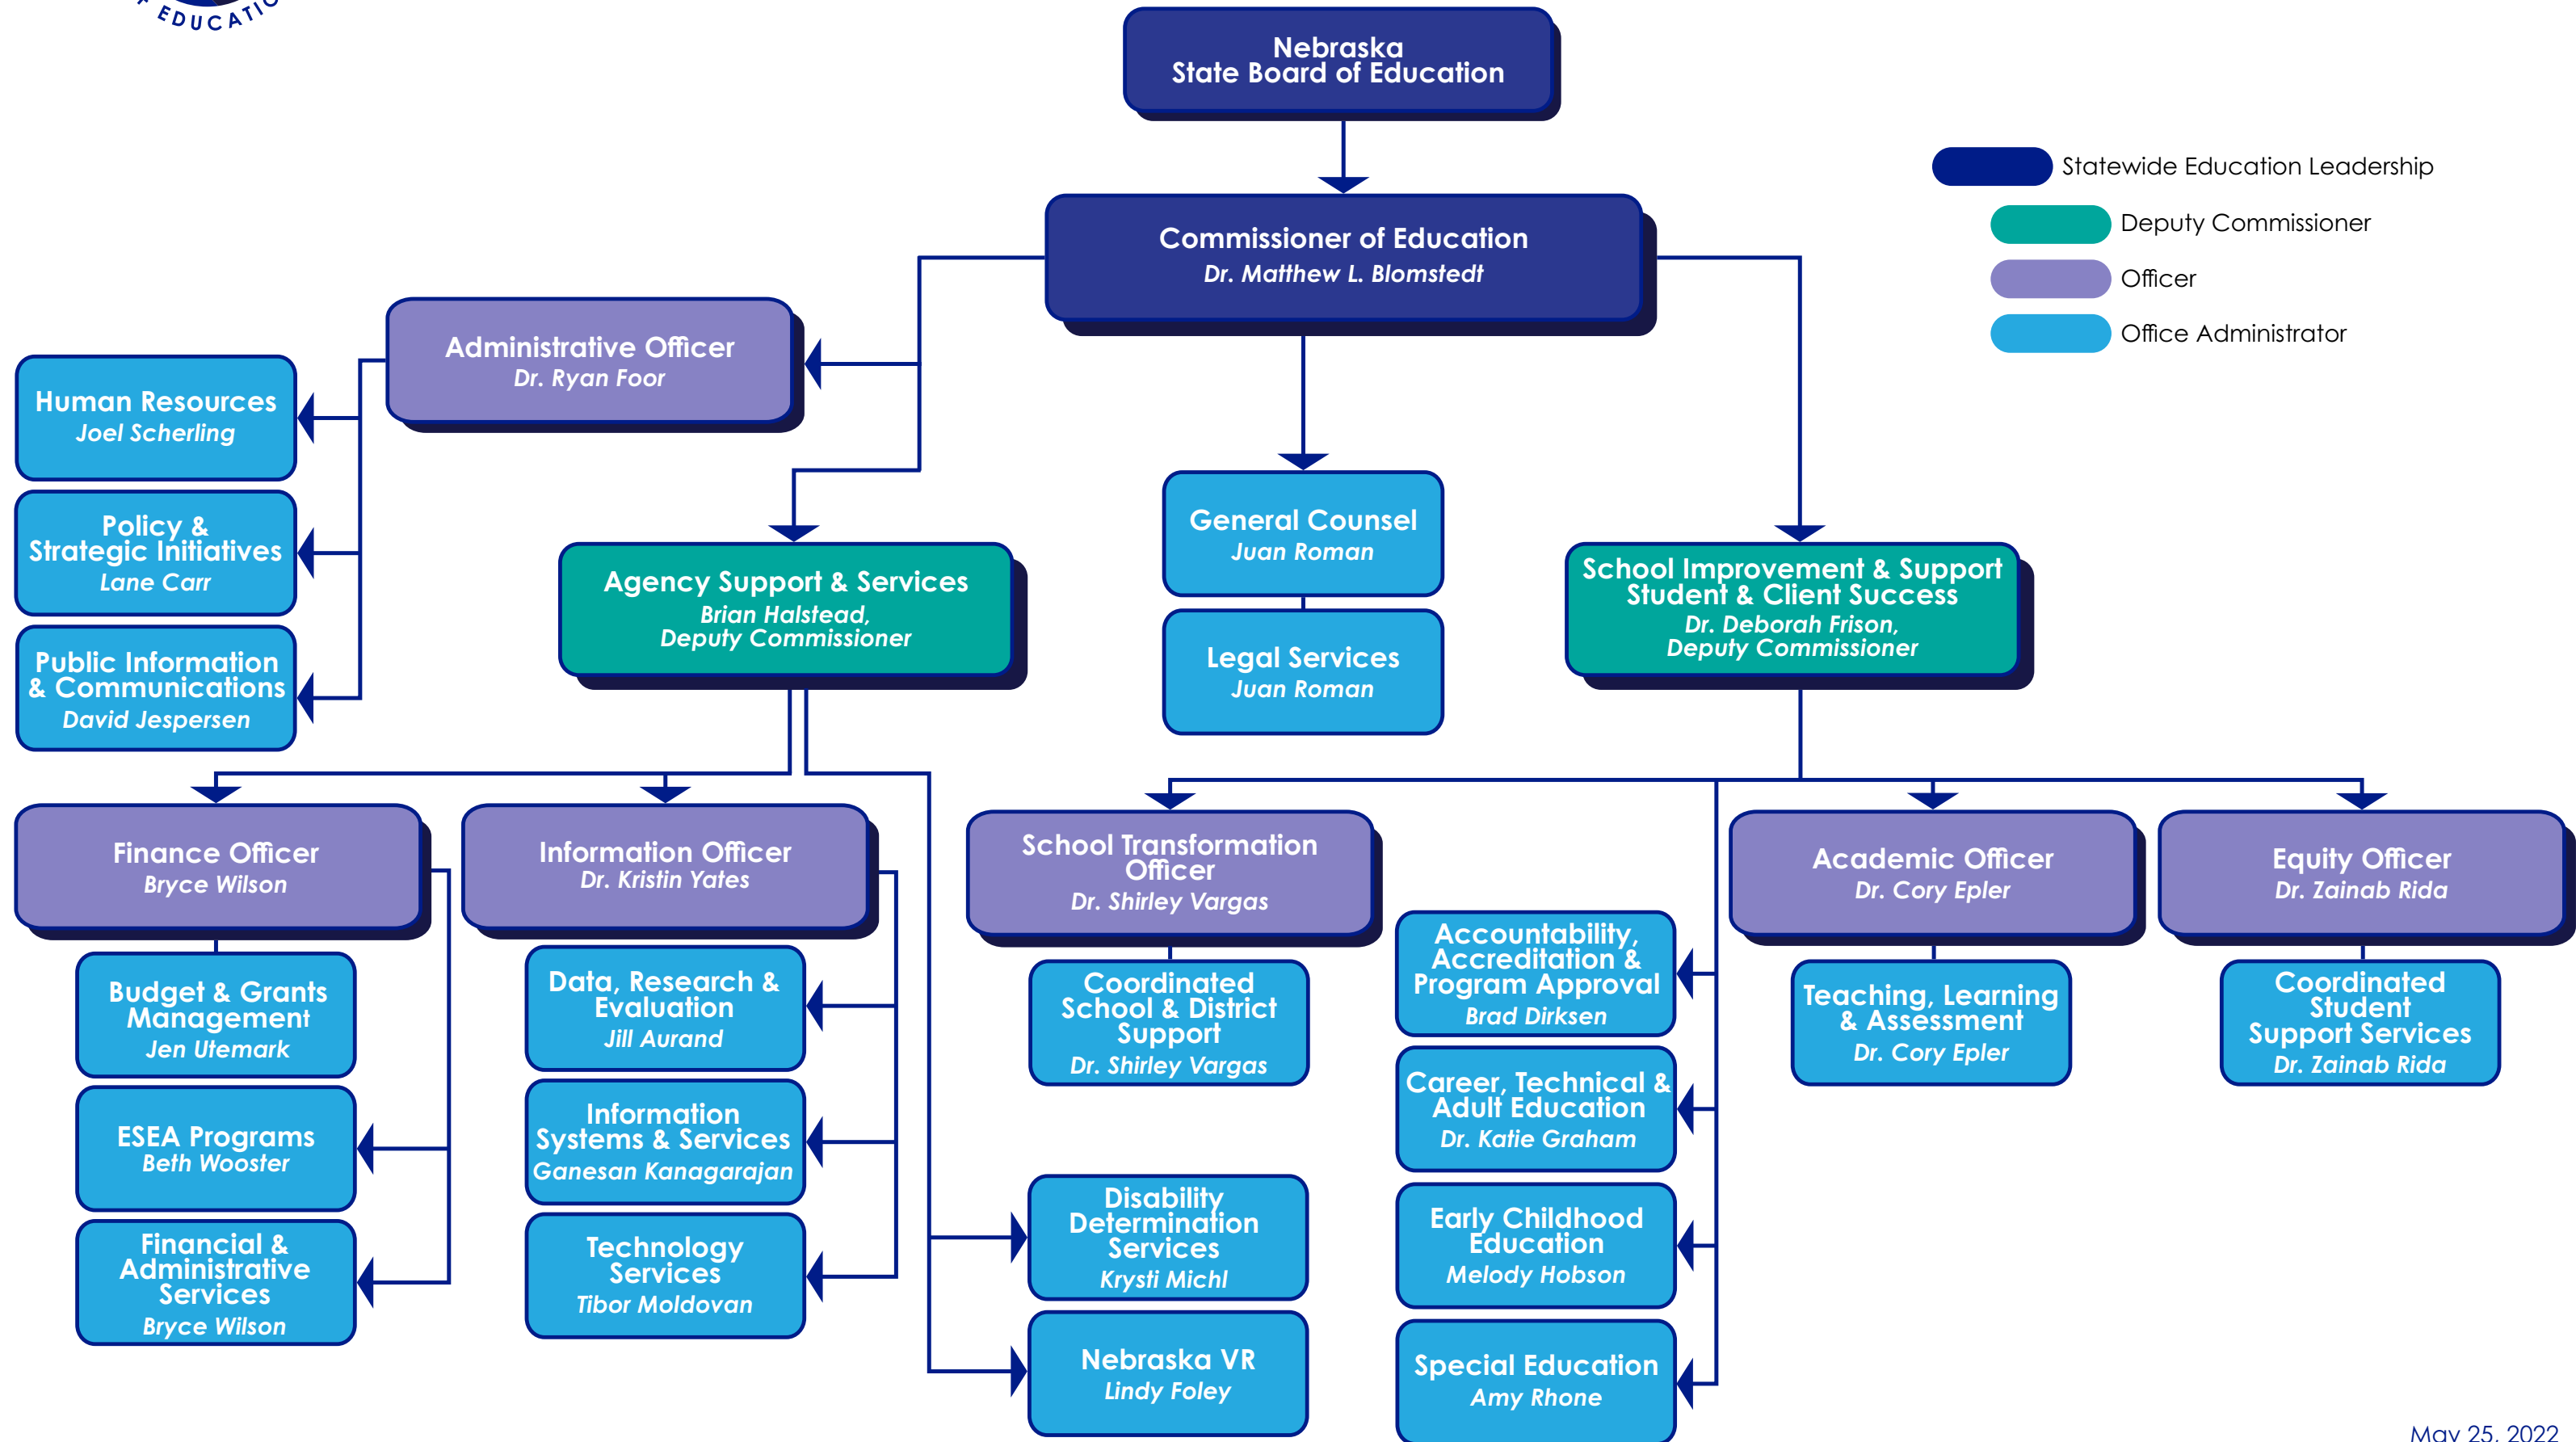 OF EDUCATIO
Nebraska
State Board of Education
Statewide Education Leadership
Deputy Commissioner
Officer
Office Administrator
Commissioner of Education
Dr. Matthew L. Blomstedt
Administrative Officer
Dr. Ryan Foor
Human Resources
Joel Scherling
Policy &
Strategic Initiatives
Lane Carr
Public Information
& Communications
David Jespersen
Agency Support & Services
Brian Halstead,
Deputy Commissioner
General Counsel
Juan Roman
Legal Services
Juan Roman
School Improvement & Support
Student & Client Success
Dr. Deborah Frison,
Deputy Commissioner
Finance Officer
Bryce Wilson
Budget & Grants
Management
Jen Utemark
ESEA Programs
Beth Wooster
Financial &
Administrative
Services
Bryce Wilson
Information Officer
Dr. Kristin Yates
Data, Research &
Evaluation
Jill Aurand
Information
Systems & Services
Ganesan Kanagarajan
Technology
Services
Tibor Moldovan
School Transformation
Officer
Dr. Shirley Vargas
Coordinated
School & District
Support
Dr. Shirley Vargas
Disability
Determination
Services
Krysti Michl
Nebraska VR
Lindy Foley
Accountability,
Accreditation &
Program Approval
Brad Dirksen
Career, Technical &
Adult Education
Dr. Katie Graham
Early Childhood
Education
Melody Hobson
Special Education
Amy Rhone
Academic Officer
Dr. Cory Epler
Teaching, Learning
& Assessment
Dr. Cory Epler
Equity Officer
Dr. Zainab Rida
Coordinated
Student
Support Services
Dr. Zainab Rida
May 25, 2022